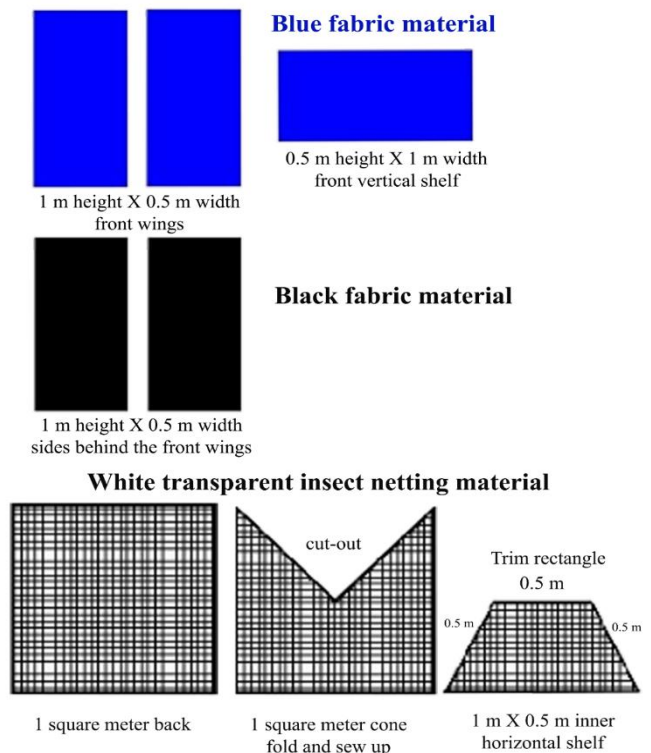 Blue fabric material
1 m height X 0.5 m width
front wings
0.5 m height X 1 m width
front vertical shelf
Black fabric material
1 m height X 0.5 m width
sides behind the front wings
White transparent insect netting material
cut-out
Trim rectangle
0.5 m
0.5 m
0.5 m
1 square meter back
1 square meter cone
fold and sew up
1 m X 0.5 m inner
horizontal shelf